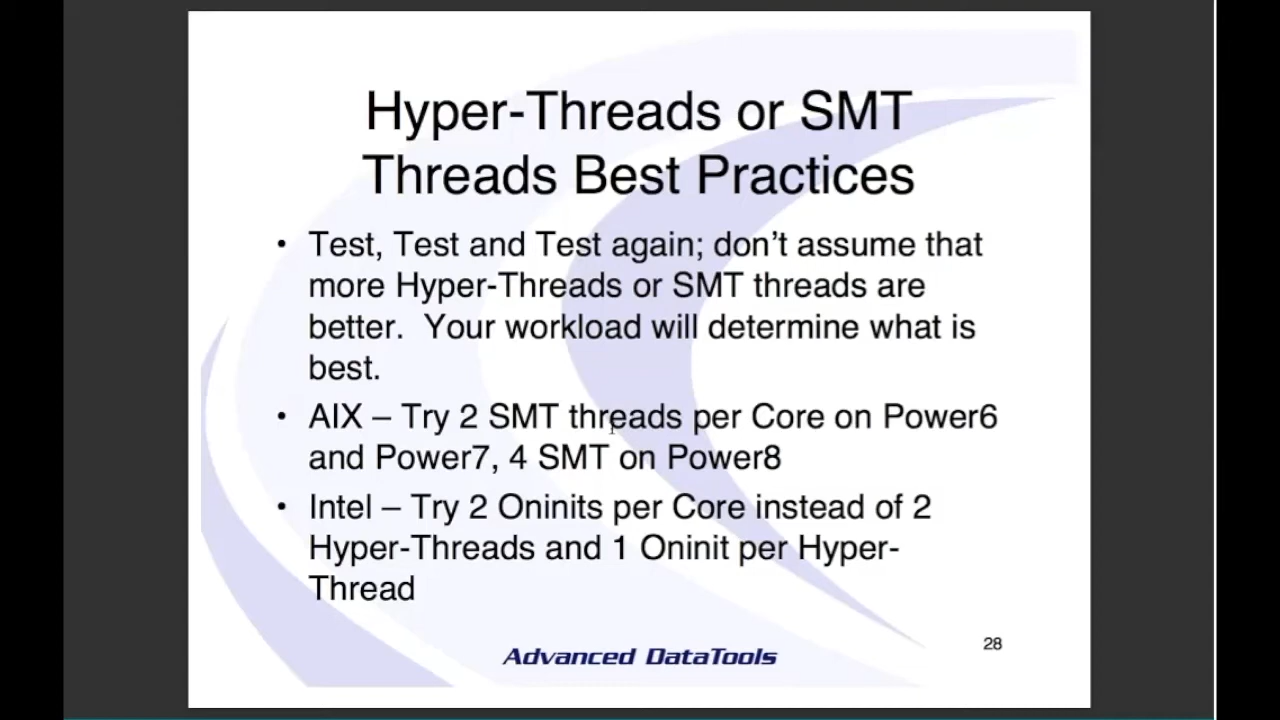 Hyper-Threads or SMT
Threads Best Practices
• Test, Test and Test again; don’t assume that
more Hyper-Threads or SMT threads are
better.  Your workload will determine what is
best.
• AIX – Try 2 SMT threads per Core on Power6
and Power7, 4 SMT on Power8
• Intel – Try 2 Oninits per Core instead of 2
Hyper-Threads and 1 Oninit per Hyper-
Thread
28
Advanced DataTools